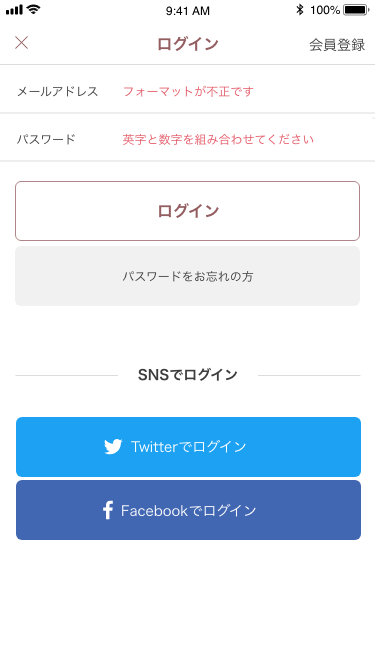 9:41 AM 100%
ログイン 会員登録
メールアドレス フォーマットが不正です
パスワード 英字と数字を組み合わせてください
ログイン
パスワードをお忘れの方
SNSでログイン
Twitterでログイン
Facebookでログイン